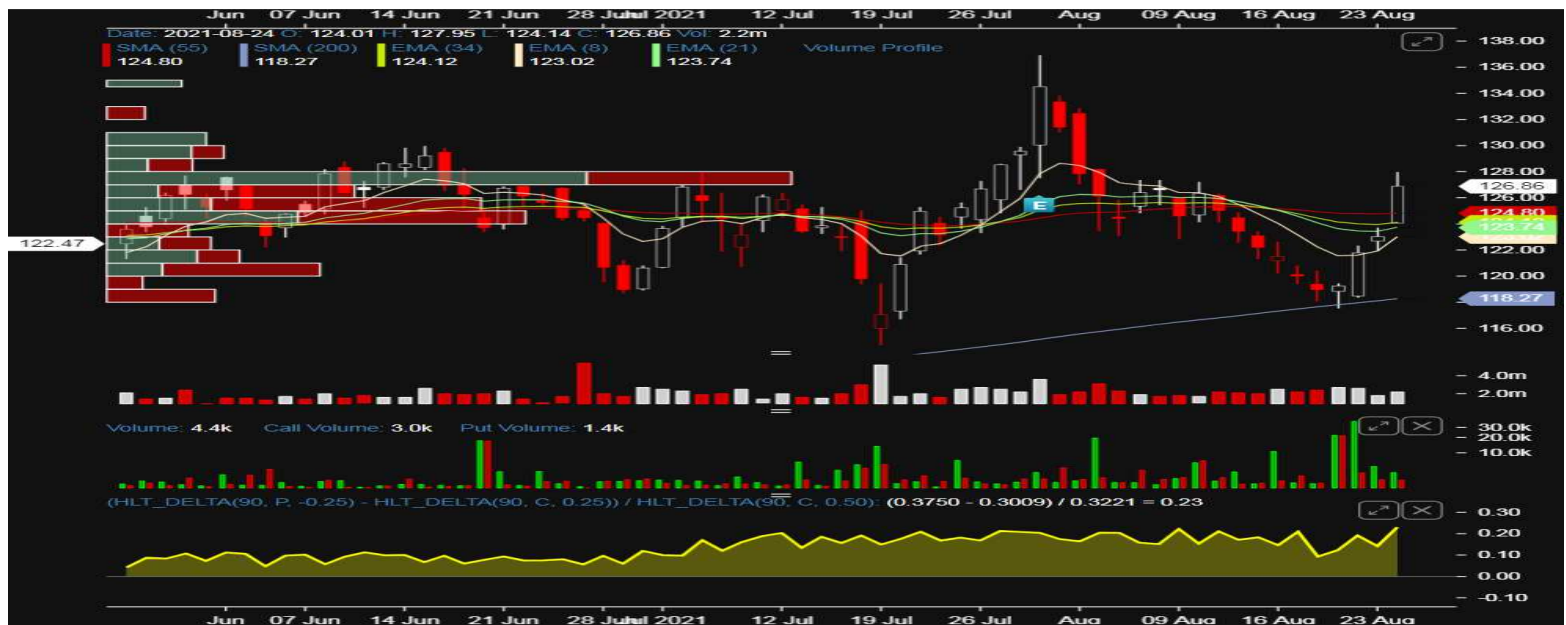 Jun 07 Jun 14 Jun 21 Jun 28 Jun 2021 12 Jul 19 Jul 26 Jul Aug 09 Aug 16 Aug 23 Aug
Date: 2021-08-24 O: 124.01 H: 127.95 L: 124.14 C: 126.86 Vol: 2.2m
SMA (55) SMA (200) EMA (34) EMA (8) EMA (21) Volume Profile
124.80 118.27 124.12 123.02 123.74
138.00
136.00
134.00
132.00
130.00
128.00
126.86
126.00
124.80
123.74
122.47
122.00
120.00
118.27
116.00
E
4.0m
2.0m
Volume: 4.4k Call Volume: 3.0k Put Volume: 1.4k
30.0k
20.0k
10.0k
(HLT_DELTA(90, P, -0.25) - HLT_DELTA(90, C, 0.25)) / HLT_DELTA(90, C, 0.50): (0.3750 - 0.3009) / 0.3221 = 0.23
0.30
0.20
0.10
0.00
-0.10
Jun 07 Jun 14 Jun 21 Jun 28 Jun 2021 12 Jul 19 Jul 26 Jul Aug 09 Aug 16 Aug 23 Aug